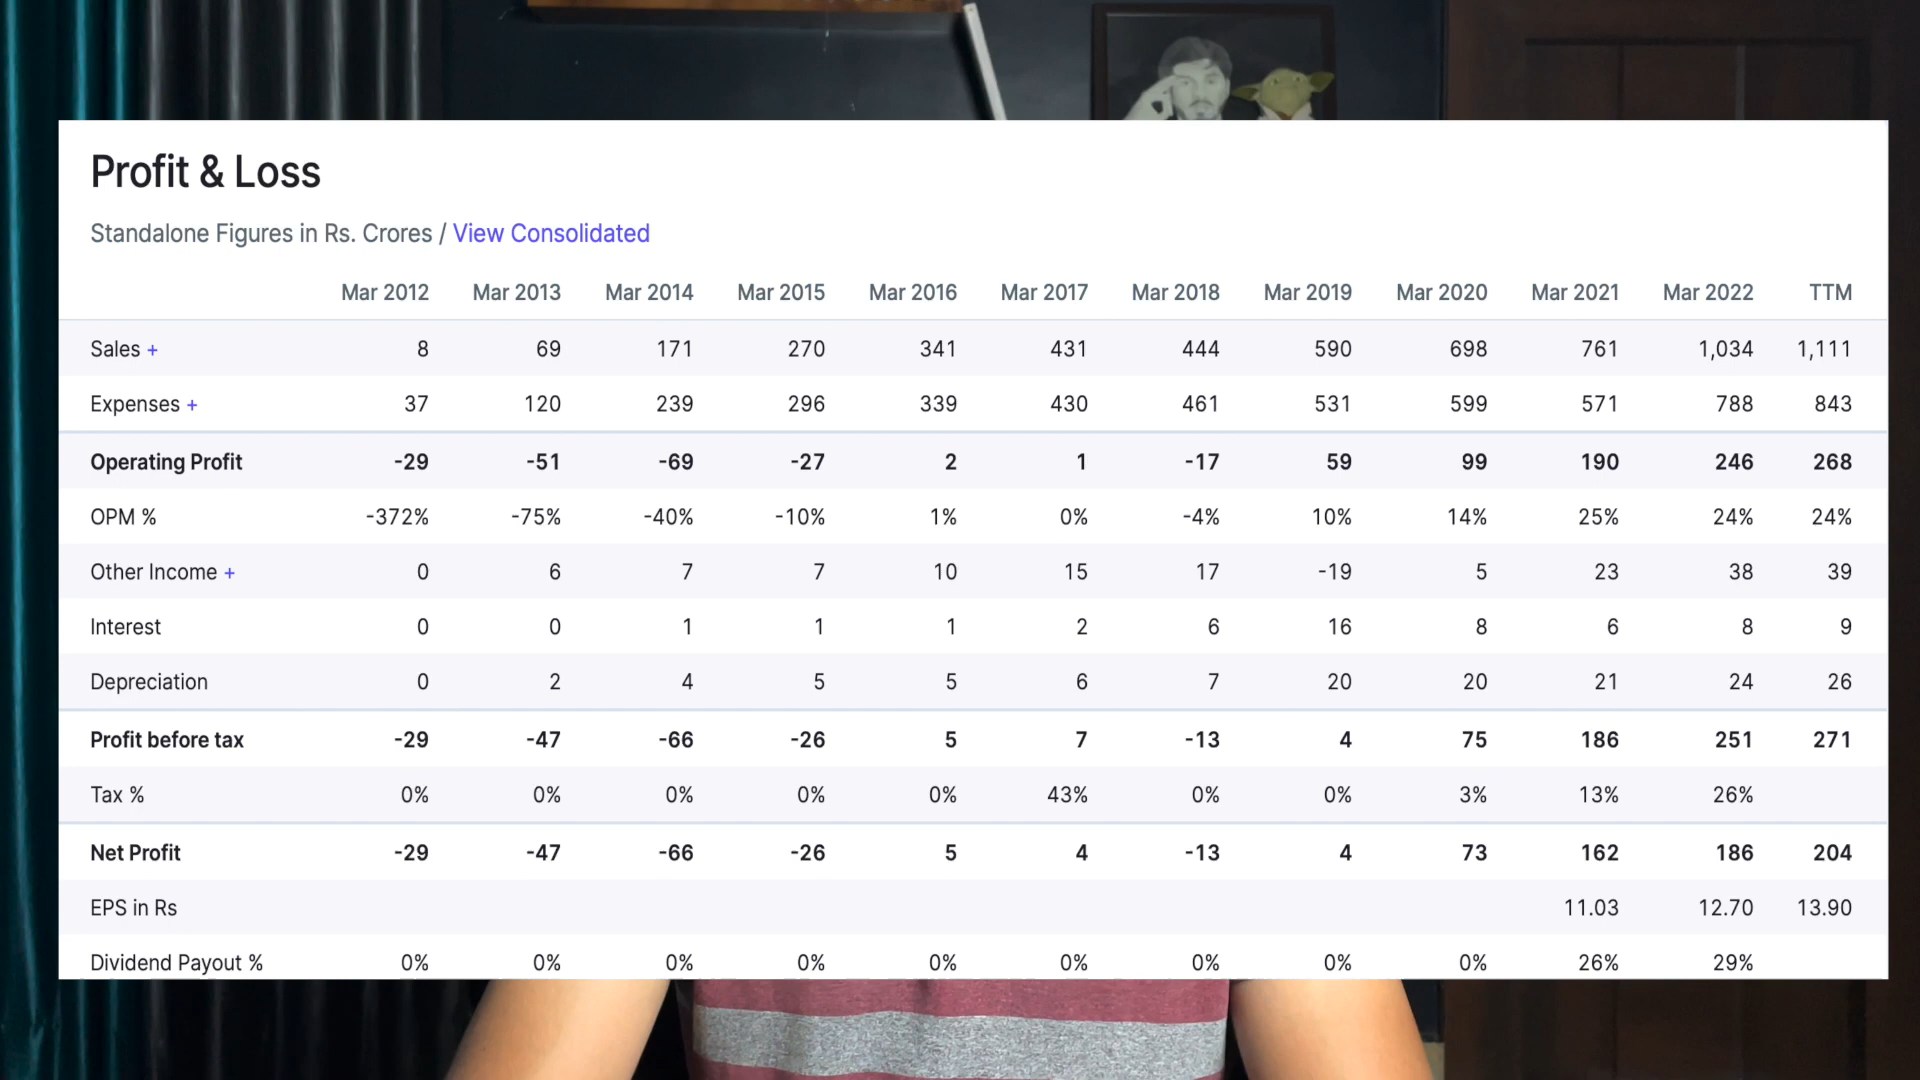 Profit & Loss
Standalone Figures in Rs. Crores / View Consolidated
Mar 2012 Mar 2013 Mar 2014 Mar 2015 Mar 2016 Mar 2017 Mar 2018 Mar 2019 Mar 2020 Mar 2021 Mar 2022 TTM
Sales + 8 69 171 270 341 431 444 590 698 761 1,034 1,111
Expenses + 37 120 239 296 339 430 461 531 599 571 788 843
Operating Profit -29 -51 -69 -27 2 1 -17 59 99 190 246 268
OPM % -372% -75% -40% -10% 1% 0% -4% 10% 14% 25% 24% 24%
Other Income + 0 6 7 7 10 15 17 -19 5 23 38 39
Interest 0 0 1 1 1 2 6 16 8 6 8 9
Depreciation 0 2 4 5 5 6 7 20 20 21 24 26
Profit before tax -29 -47 -66 -26 5 7 -13 4 75 186 251 271
Tax % 0% 0% 0% 0% 0% 43% 0% 0% 3% 13% 26%
Net Profit -29 -47 -66 -26 5 4 -13 4 73 162 186 204
EPS in Rs 11.03 12.70 13.90
Dividend Payout % 0% 0% 0% 0% 0% 0% 0% 0% 0% 26% 29%